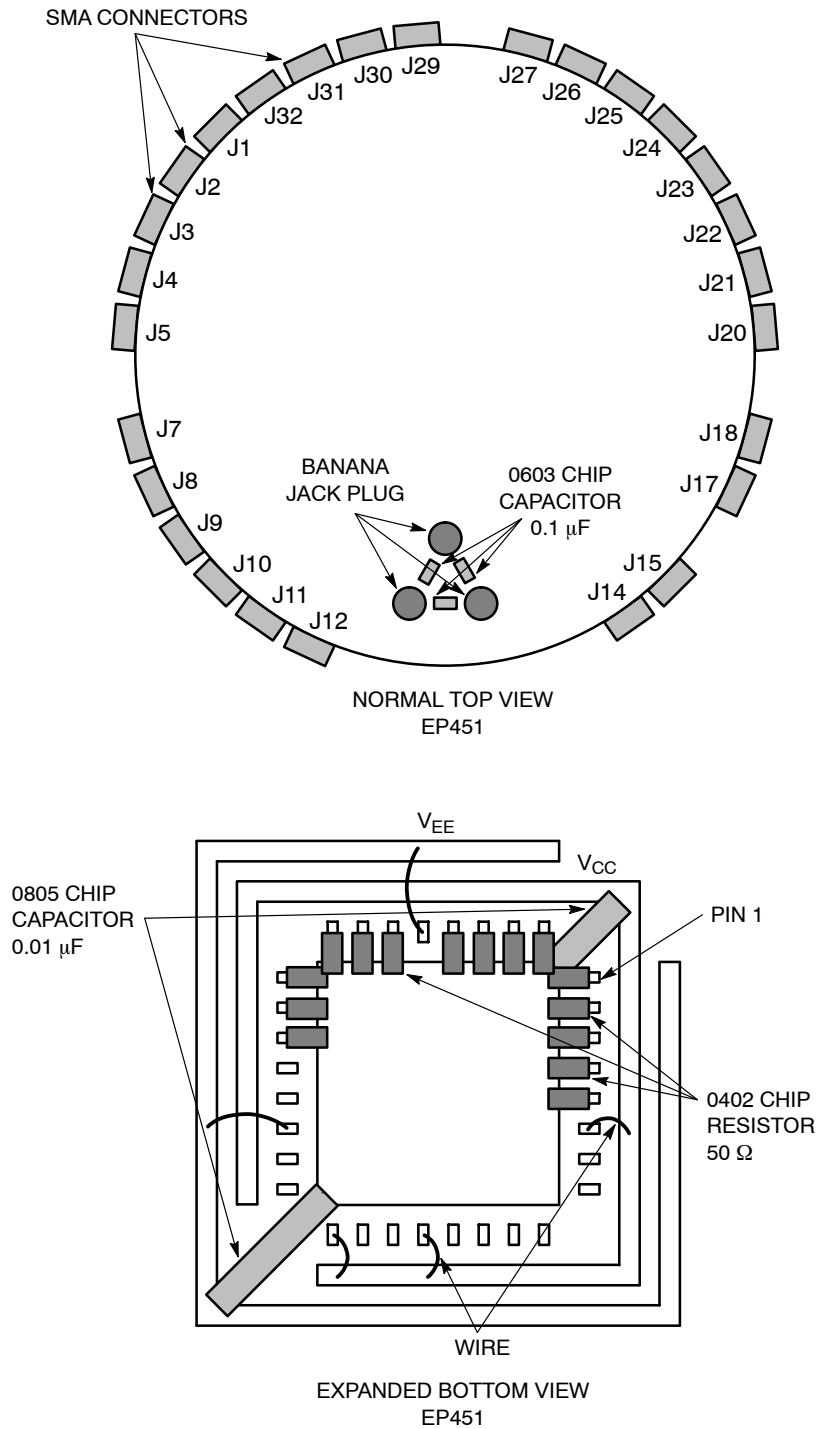 SMA CONNECTORS
J29
J30
J31
J32
J1
J2
J3
J4
J5
J7
J8
J9
J10
J11
J12
J27
J26
J25
J24
J23
J22
J21
J20
J18
J17
J15
J14
BANANA
JACK PLUG
0603 CHIP
CAPACITOR
0.1 μF
NORMAL TOP VIEW
EP451
VEE
VCC
0805 CHIP
CAPACITOR
0.01 μF
PIN 1
0402 CHIP
RESISTOR
50 Ω
WIRE
EXPANDED BOTTOM VIEW
EP451